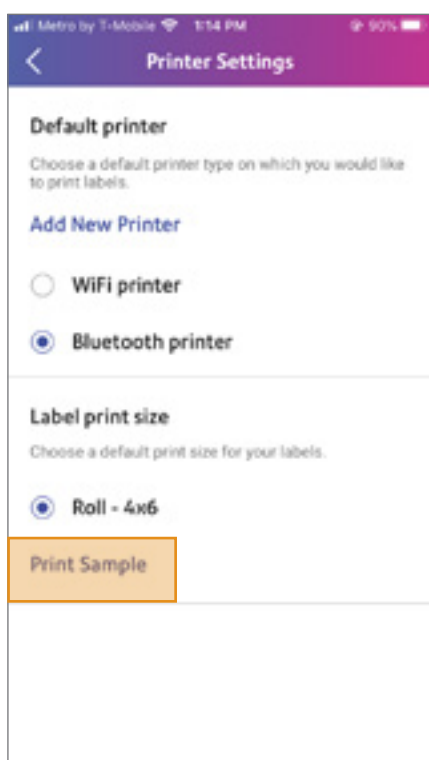 Metro by T-Mobile 1:14 PM 90%
Printer Settings
Default printer
Choose a default printer type on which you would like
to print labels.
Add New Printer
WiFi printer
Bluetooth printer
Label print size
Choose a default print size for your labels.
Roll - 4x6
Print Sample